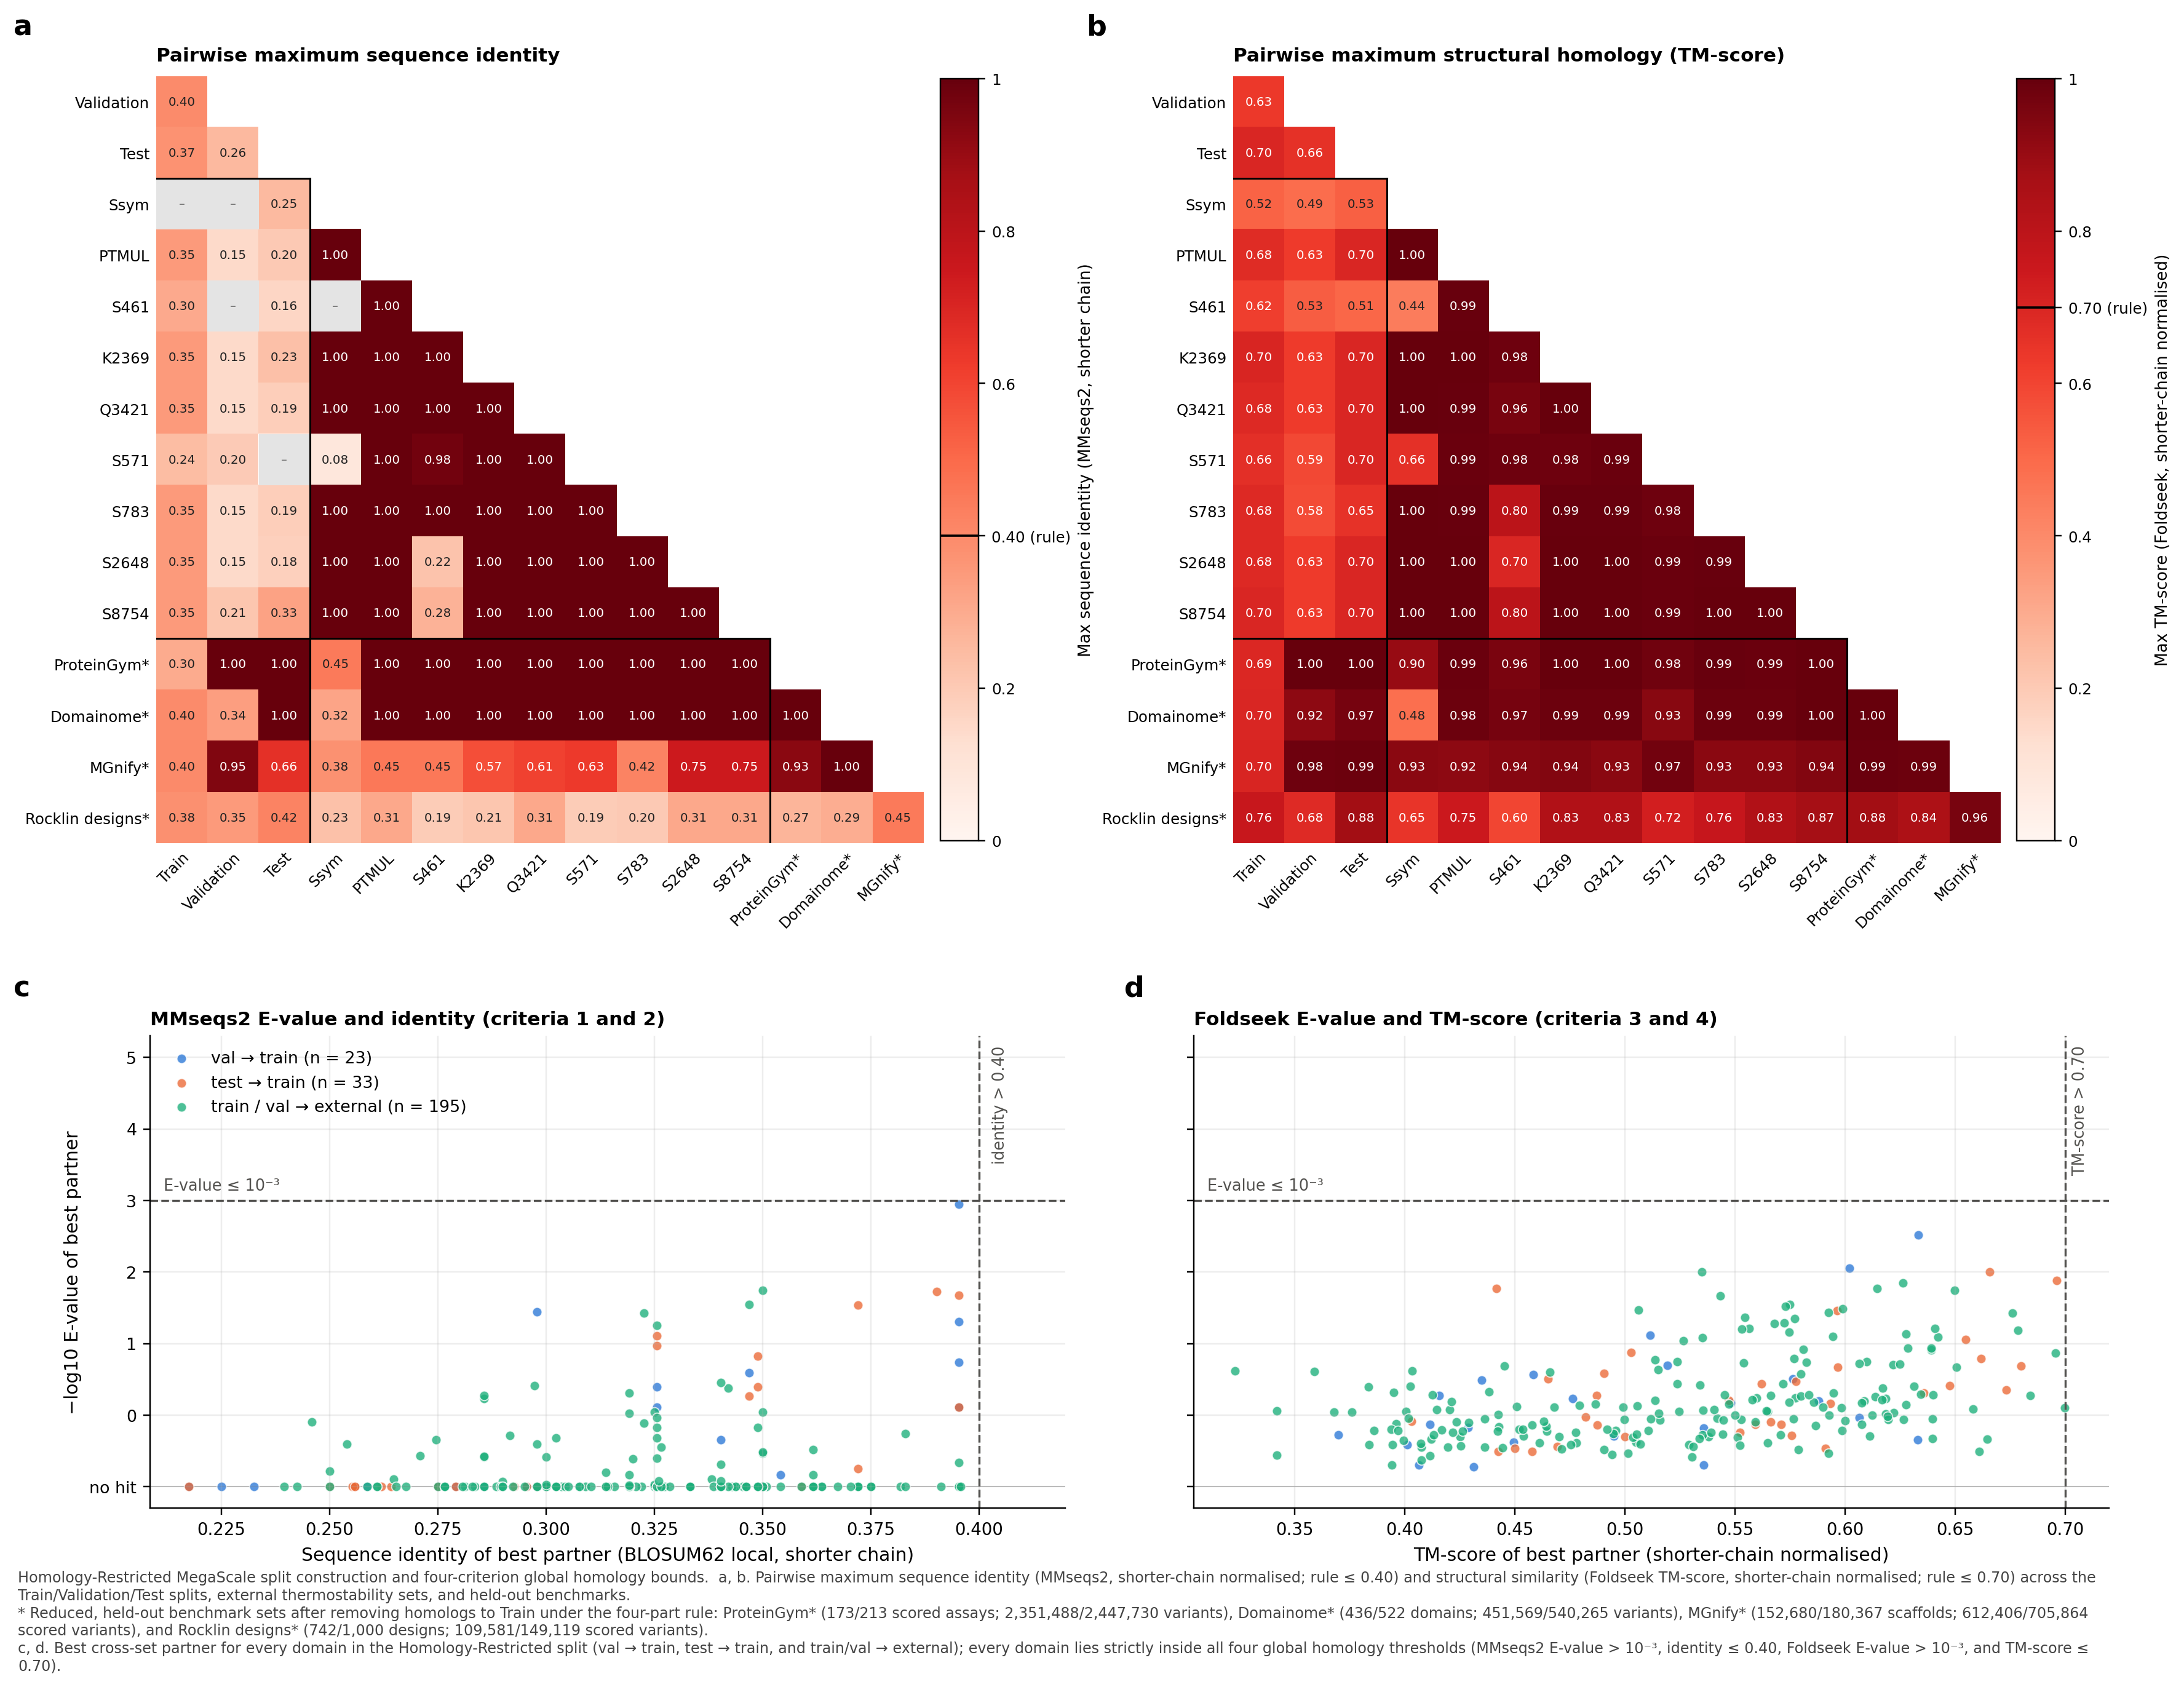 a
Pairwise maximum sequence identity
Validation 0.40
Test 0.37 0.26
Ssym – – 0.25
PTMUL 0.35 0.15 0.20 1.00
S461 0.30 – 0.16 – 1.00
K2369 0.35 0.15 0.23 1.00 1.00 1.00
Q3421 0.35 0.15 0.19 1.00 1.00 1.00 1.00
S571 0.24 0.20 – 0.08 1.00 0.98 1.00 1.00
S783 0.35 0.15 0.19 1.00 1.00 1.00 1.00 1.00 1.00
S2648 0.35 0.15 0.18 1.00 1.00 0.22 1.00 1.00 1.00 1.00
S8754 0.35 0.21 0.33 1.00 1.00 0.28 1.00 1.00 1.00 1.00 1.00
ProteinGym* 0.30 1.00 1.00 0.45 1.00 1.00 1.00 1.00 1.00 1.00 1.00 1.00
Domainome* 0.40 0.34 1.00 0.32 1.00 1.00 1.00 1.00 1.00 1.00 1.00 1.00 1.00
MGnify* 0.40 0.95 0.66 0.38 0.45 0.45 0.57 0.61 0.63 0.42 0.75 0.75 0.93 1.00
Rocklin designs* 0.38 0.35 0.42 0.23 0.31 0.19 0.21 0.31 0.19 0.20 0.31 0.31 0.27 0.29 0.45
Train Validation Test Ssym PTMUL S461 K2369 Q3421 S571 S783 S2648 S8754 ProteinGym* Domainome* MGnify*
1
0.8
0.6
0.40 (rule)
0.2
0
Max sequence identity (MMseqs2, shorter chain)
b
Pairwise maximum structural homology (TM-score)
Validation 0.63
Test 0.70 0.66
Ssym 0.52 0.49 0.53
PTMUL 0.68 0.63 0.70 1.00
S461 0.62 0.53 0.51 0.44 0.99
K2369 0.70 0.63 0.70 1.00 1.00 0.98
Q3421 0.68 0.63 0.70 1.00 0.99 0.96 1.00
S571 0.66 0.59 0.70 0.66 0.99 0.98 0.98 0.99
S783 0.68 0.58 0.65 1.00 0.99 0.80 0.99 0.99 0.98
S2648 0.68 0.63 0.70 1.00 1.00 0.70 1.00 1.00 0.99 0.99
S8754 0.70 0.63 0.70 1.00 1.00 0.80 1.00 1.00 0.99 1.00 1.00
ProteinGym* 0.69 1.00 1.00 0.90 0.99 0.96 1.00 1.00 0.98 0.99 0.99 1.00
Domainome* 0.70 0.92 0.97 0.48 0.98 0.97 0.99 0.99 0.93 0.99 0.99 1.00 1.00
MGnify* 0.70 0.98 0.99 0.93 0.92 0.94 0.94 0.93 0.97 0.93 0.93 0.94 0.99 0.99
Rocklin designs* 0.76 0.68 0.88 0.65 0.75 0.60 0.83 0.83 0.72 0.76 0.83 0.87 0.88 0.84 0.96
Train Validation Test Ssym PTMUL S461 K2369 Q3421 S571 S783 S2648 S8754 ProteinGym* Domainome* MGnify*
1
0.8
0.70 (rule)
0.6
0.4
0.2
0
Max TM-score (Foldseek, shorter-chain normalised)
c
MMseqs2 E-value and identity (criteria 1 and 2)
val → train (n = 23)
test → train (n = 33)
train / val → external (n = 195)
identity > 0.40
E-value ≤ 10⁻³
5
4
3
2
1
0
no hit
−log10 E-value of best partner
0.225 0.250 0.275 0.300 0.325 0.350 0.375 0.400
Sequence identity of best partner (BLOSUM62 local, shorter chain)
d
Foldseek E-value and TM-score (criteria 3 and 4)
TM-score > 0.70
E-value ≤ 10⁻³
0.35 0.40 0.45 0.50 0.55 0.60 0.65 0.70
TM-score of best partner (shorter-chain normalised)
Homology-Restricted MegaScale split construction and four-criterion global homology bounds. a, b. Pairwise maximum sequence identity (MMseqs2, shorter-chain normalised; rule ≤ 0.40) and structural similarity (Foldseek TM-score, shorter-chain normalised; rule ≤ 0.70) across the
Train/Validation/Test splits, external thermostability sets, and held-out benchmarks.
* Reduced, held-out benchmark sets after removing homologs to Train under the four-part rule: ProteinGym* (173/213 scored assays; 2,351,488/2,447,730 variants), Domainome* (436/522 domains; 451,569/540,265 variants), MGnify* (152,680/180,367 scaffolds; 612,406/705,864
scored variants), and Rocklin designs* (742/1,000 designs; 109,581/149,119 scored variants).
c, d. Best cross-set partner for every domain in the Homology-Restricted split (val → train, test → train, and train/val → external); every domain lies strictly inside all four global homology thresholds (MMseqs2 E-value > 10⁻³, identity ≤ 0.40, Foldseek E-value > 10⁻³, and TM-score ≤
0.70).